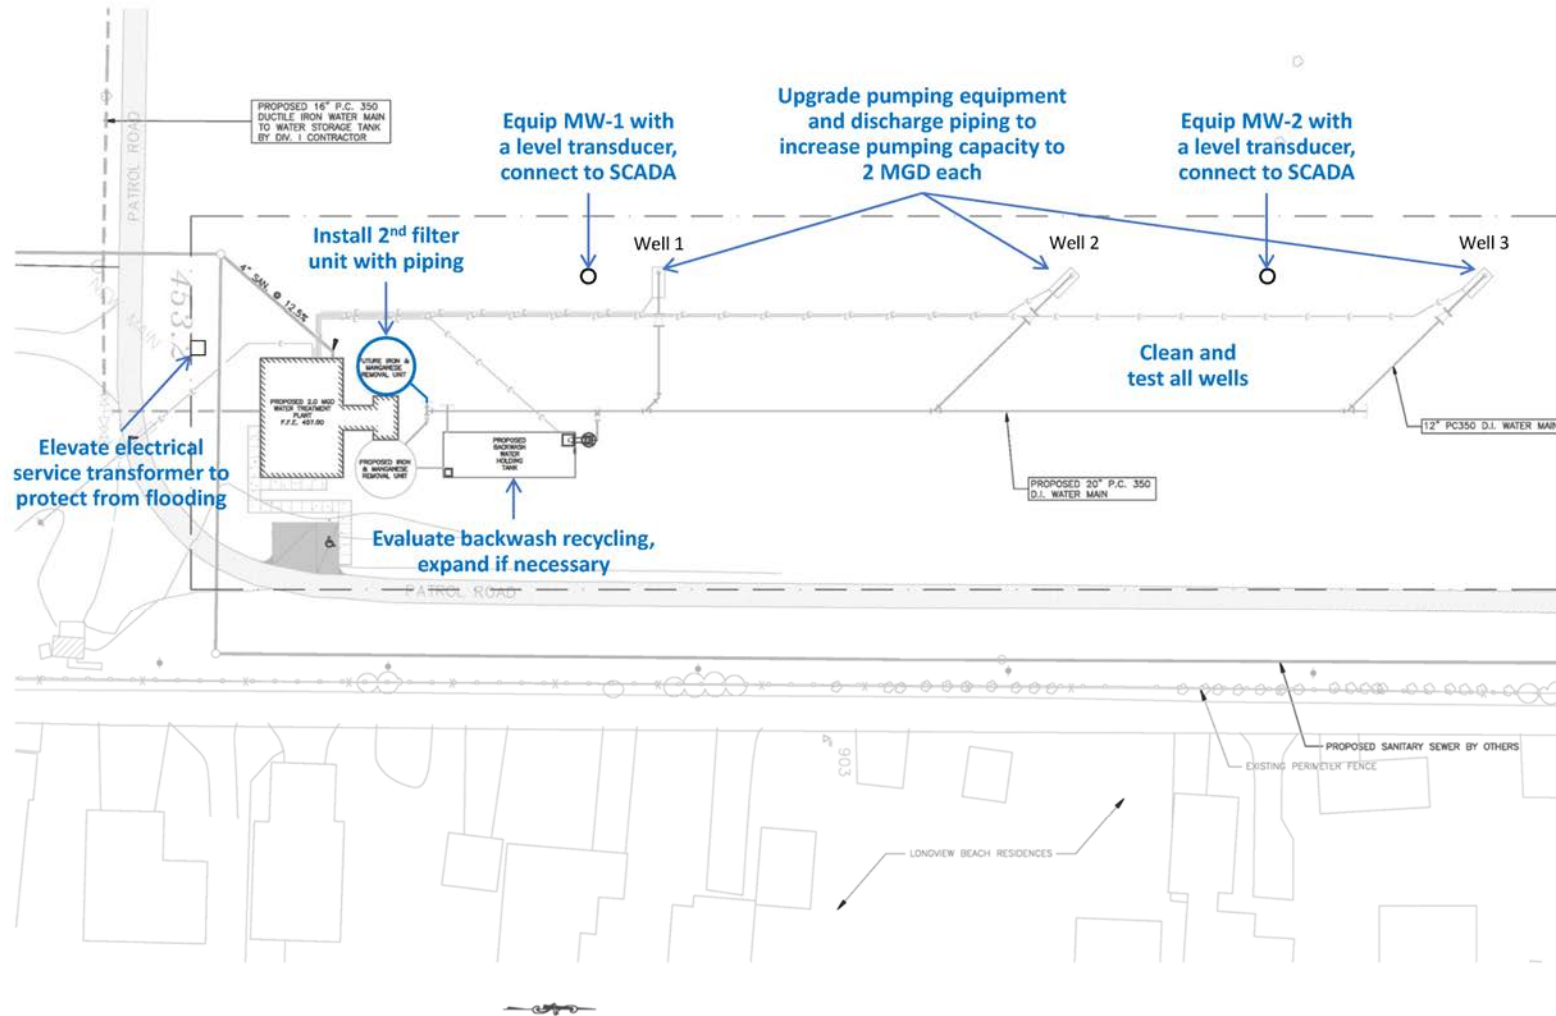 PROPOSED 16" P.C. 350
DUCTILE IRON WATER MAIN
TO WATER STORAGE TANK
BY DIV. I CONTRACTOR
PATROL ROAD
Equip MW-1 with
a level transducer,
connect to SCADA
Upgrade pumping equipment
and discharge piping to
increase pumping capacity to
2 MGD each
Equip MW-2 with
a level transducer,
connect to SCADA
Install 2nd filter
unit with piping
Well 1
Well 2
Well 3
4" SAN. @ 12.5%
453.
MAIN
FUTURE IRON &
MANGANESE
REMOVAL UNIT
Clean and
test all wells
PROPOSED 2.0 MGD
WATER TREATMENT
PLANT
F.F.E. 457.00
12" PC350 D.I. WATER MAIN
Elevate electrical
service transformer to
protect from flooding
PROPOSED
BACKWASH
WATER
HOLDING
TANK
PROPOSED IRON
& MANGANESE
REMOVAL UNIT
PROPOSED 20" P.C. 350
D.I. WATER MAIN
Evaluate backwash recycling,
expand if necessary
PATROL ROAD
903
PROPOSED SANITARY SEWER BY OTHERS
EXISTING PERIMETER FENCE
LONGVIEW BEACH RESIDENCES